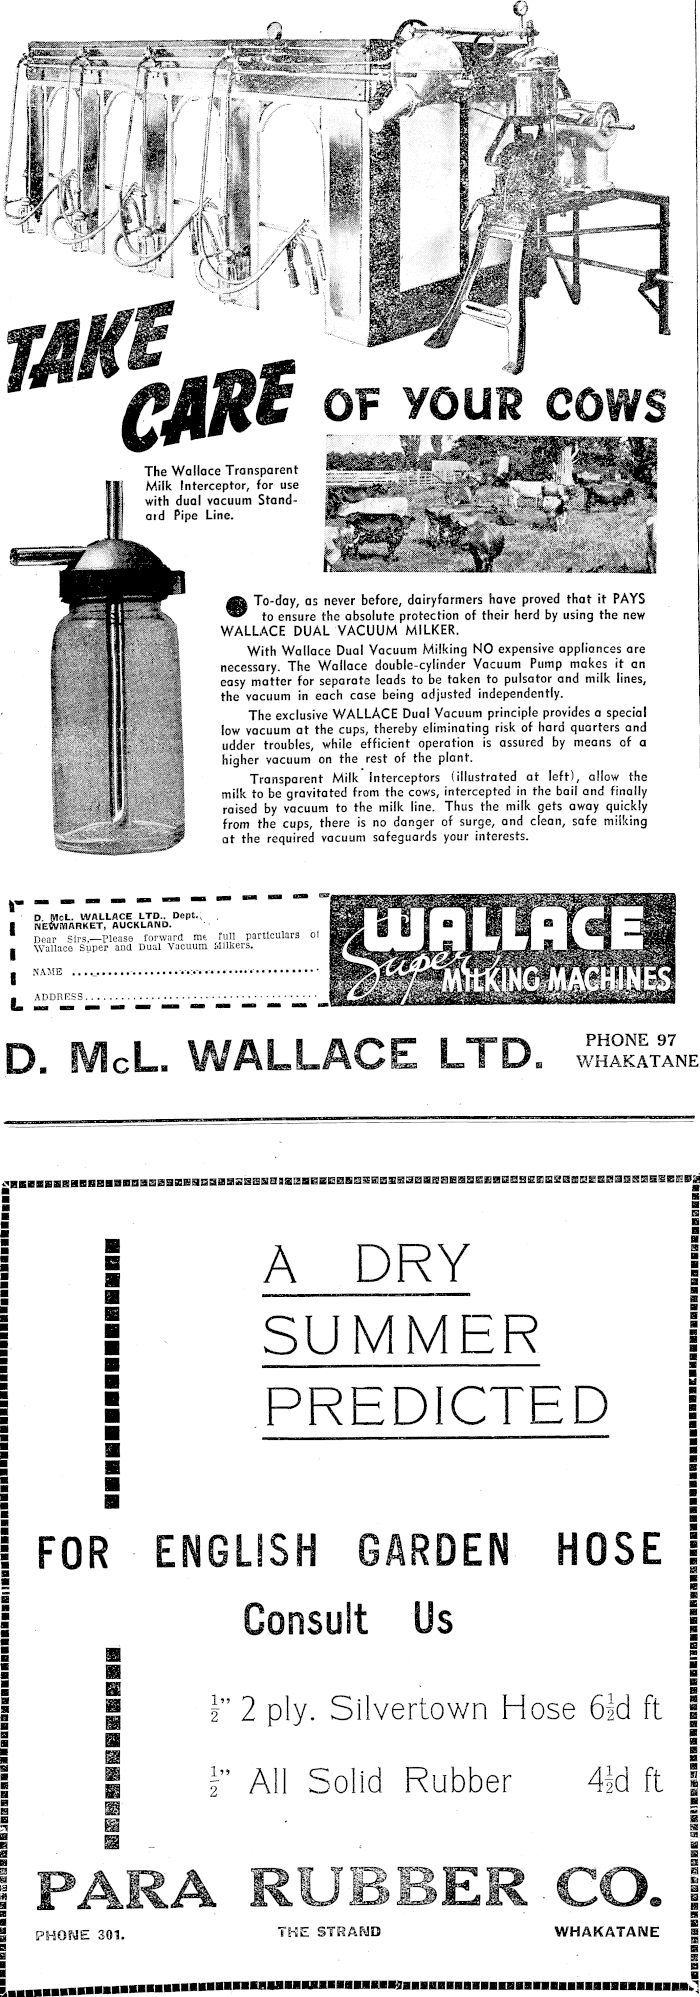 TAKE
CARE OF YOUR COWS
The Wallace Transparent
Milk Interceptor, for use
with dual vacuum Stand-
ard Pipe Line.
To-day, as never before, dairyfarmers have proved that it PAYS
to ensure the absolute protection of their herd by using the new
WALLACE DUAL VACUUM MILKER.
With Wallace Dual Vacuum Milking NO expensive appliances are
necessary. The Wallace double-cylinder Vacuum Pump makes it an
easy matter for separate leads to be taken to pulsator and milk lines,
the vacuum in each case being adjusted independently.
The exclusive WALLACE Dual Vacuum principle provides a special
low vacuum at the cups, thereby eliminating risk of hard quarters and
udder troubles, while efficient operation is assured by means of a
higher vacuum on the rest of the plant.
Transparent Milk Interceptors (illustrated at left), allow the
milk to be gravitated from the cows, intercepted in the bail and finally
raised by vacuum to the milk line. Thus the milk gets away quickly
from the cups, there is no danger of surge, and clean, safe milking
at the required vacuum safeguards your interests.
D. McL. WALLACE LTD., Dept.
NEWMARKET, AUCKLAND.
Dear Sirs,—Please forward me full particulars of
Wallace Super and Dual Vacuum Milkers.
NAME ........................................
ADDRESS......................................
WALLACE
Super MILKING MACHINES
D. McL. WALLACE LTD. PHONE 97
WHAKATANE
A DRY
SUMMER
PREDICTED
FOR ENGLISH GARDEN HOSE
Consult Us
½” 2 ply. Silvertown Hose 6½d ft
½” All Solid Rubber 4½d ft
PARA RUBBER CO.
PHONE 301. THE STRAND WHAKATANE